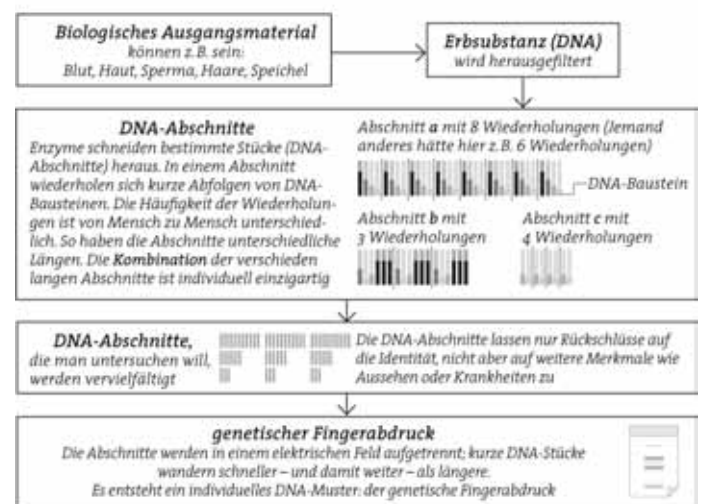 Biologisches Ausgangsmaterial
können z.B. sein:
Blut, Haut, Sperma, Haare, Speichel
Erbsubstanz (DNA)
wird herausgefiltert
DNA-Abschnitte
Enzyme schneiden bestimmte Stücke (DNA-
Abschnitte) heraus. In einem Abschnitt
wiederholen sich kurze Abfolgen von DNA-
Bausteinen. Die Häufigkeit der Wiederholun-
gen ist von Mensch zu Mensch unterschied-
lich. So haben die Abschnitte unterschiedliche
Längen. Die Kombination der verschieden
langen Abschnitte ist individuell einzigartig
Abschnitt a mit 8 Wiederholungen (Jemand
anderes hätte hier z.B. 6 Wiederholungen)
DNA-Baustein
Abschnitt b mit
3 Wiederholungen
Abschnitt c mit
4 Wiederholungen
DNA-Abschnitte,
die man untersuchen will,
werden vervielfältigt
Die DNA-Abschnitte lassen nur Rückschlüsse auf
die Identität, nicht aber auf weitere Merkmale wie
Aussehen oder Krankheiten zu
genetischer Fingerabdruck
Die Abschnitte werden in einem elektrischen Feld aufgetrennt; kurze DNA-Stücke
wandern schneller – und damit weiter – als längere.
Es entsteht ein individuelles DNA-Muster: der genetische Fingerabdruck